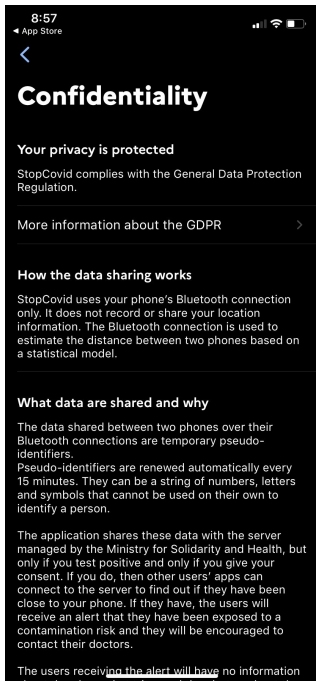 8:57
App Store
Confidentiality
Your privacy is protected
StopCovid complies with the General Data Protection
Regulation.
More information about the GDPR
How the data sharing works
StopCovid uses your phone's Bluetooth connection
only. It does not record or share your location
information. The Bluetooth connection is used to
estimate the distance between two phones based on
a statistical model.
What data are shared and why
The data shared between two phones over their
Bluetooth connections are temporary pseudo-
identifiers.
Pseudo-identifiers are renewed automatically every
15 minutes. They can be a string of numbers, letters
and symbols that cannot be used on their own to
identify a person.
The application shares these data with the server
managed by the Ministry for Solidarity and Health, but
only if you test positive and only if you give your
consent. If you do, then other users' apps can
connect to the server to find out if they have been
close to your phone. If they have, the users will
receive an alert that they have been exposed to a
contamination risk and they will be encouraged to
contact their doctors.
The users receiving the alert will have no information